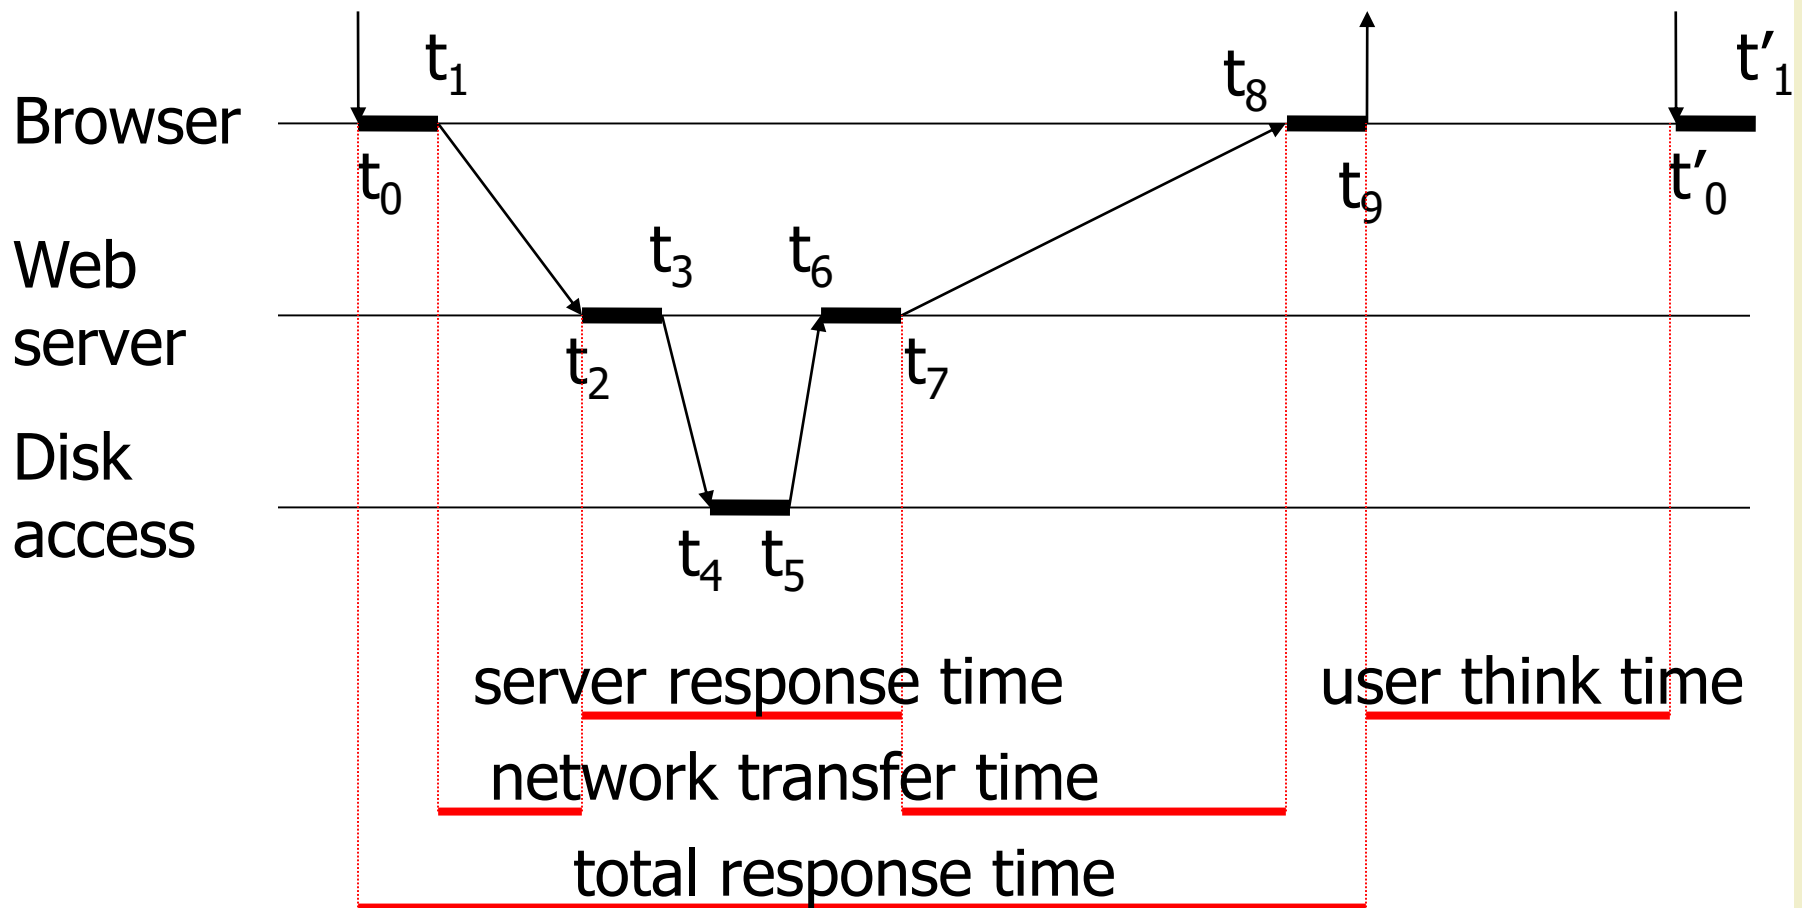 t₁
t₈
t′₁
Browser
t₀
t₉
t′₀
Web
server
t₃
t₆
t₂
t₇
Disk
access
t₄
t₅
server response time
user think time
network transfer time
total response time